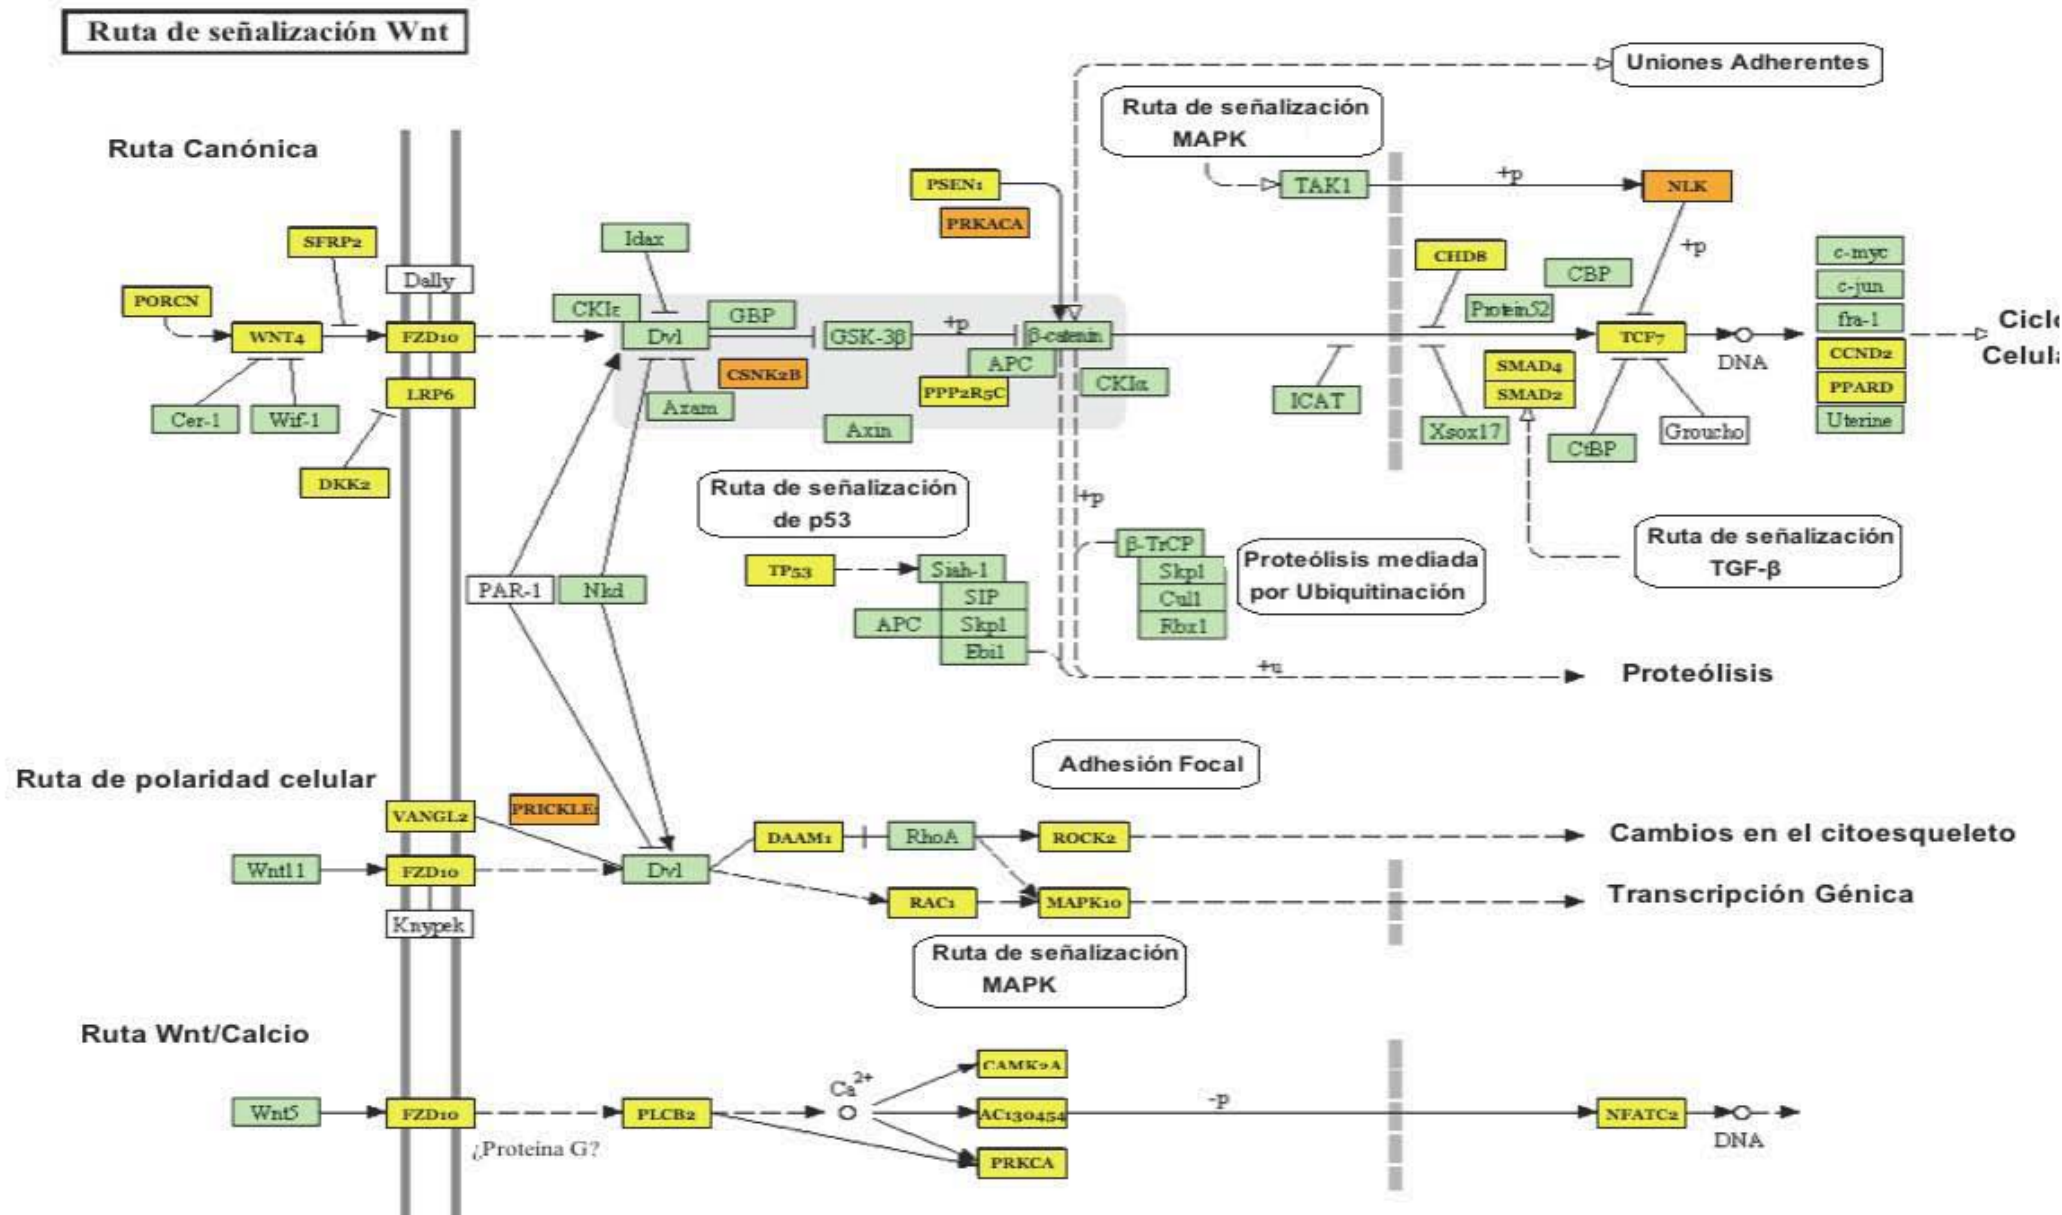 Ruta de señalización Wnt
Uniones Adherentes
Ruta de señalización
MAPK
Ruta Canónica
PSEN1
TAK1
+p
NLK
PRKACA
SFRP2
Idax
+p
CHD8
CBP
c-myc
Dally
c-jun
PORCN
CKIε
GBP
Protein52
fra-1
Ciclo
WNT4
FZD10
Dvl
GSK-3β
+p
β-catenin
TCF7
DNA
Celula
CSNK2B
APC
SMAD4
CCND2
LRP6
PPP2R5C
CKIα
SMAD2
PPARD
Cer-1
Wif-1
Axam
ICAT
Axin
Xsox17
Groucho
Uterine
CtBP
DKK2
Ruta de señalización
de p53
+p
Ruta de señalización
TGF-β
β-TrCP
Proteólisis mediada
por Ubiquitinación
TP53
Siah-1
Skp1
PAR-1
Nkd
SIP
Cul1
APC
Skp1
Rbx1
Ebi1
+u
Proteólisis
Adhesión Focal
Ruta de polaridad celular
VANGL2
PRICKLE
DAAM1
RhoA
ROCK2
Cambios en el citoesqueleto
Wnt11
FZD10
Dvl
RAC1
MAPK10
Transcripción Génica
Knypek
Ruta de señalización
MAPK
Ruta Wnt/Calcio
CAMK2A
Ca2+
Wnt5
FZD10
PLCB2
AC130454
-p
NFATC2
DNA
¿Proteina G?
PRKCA